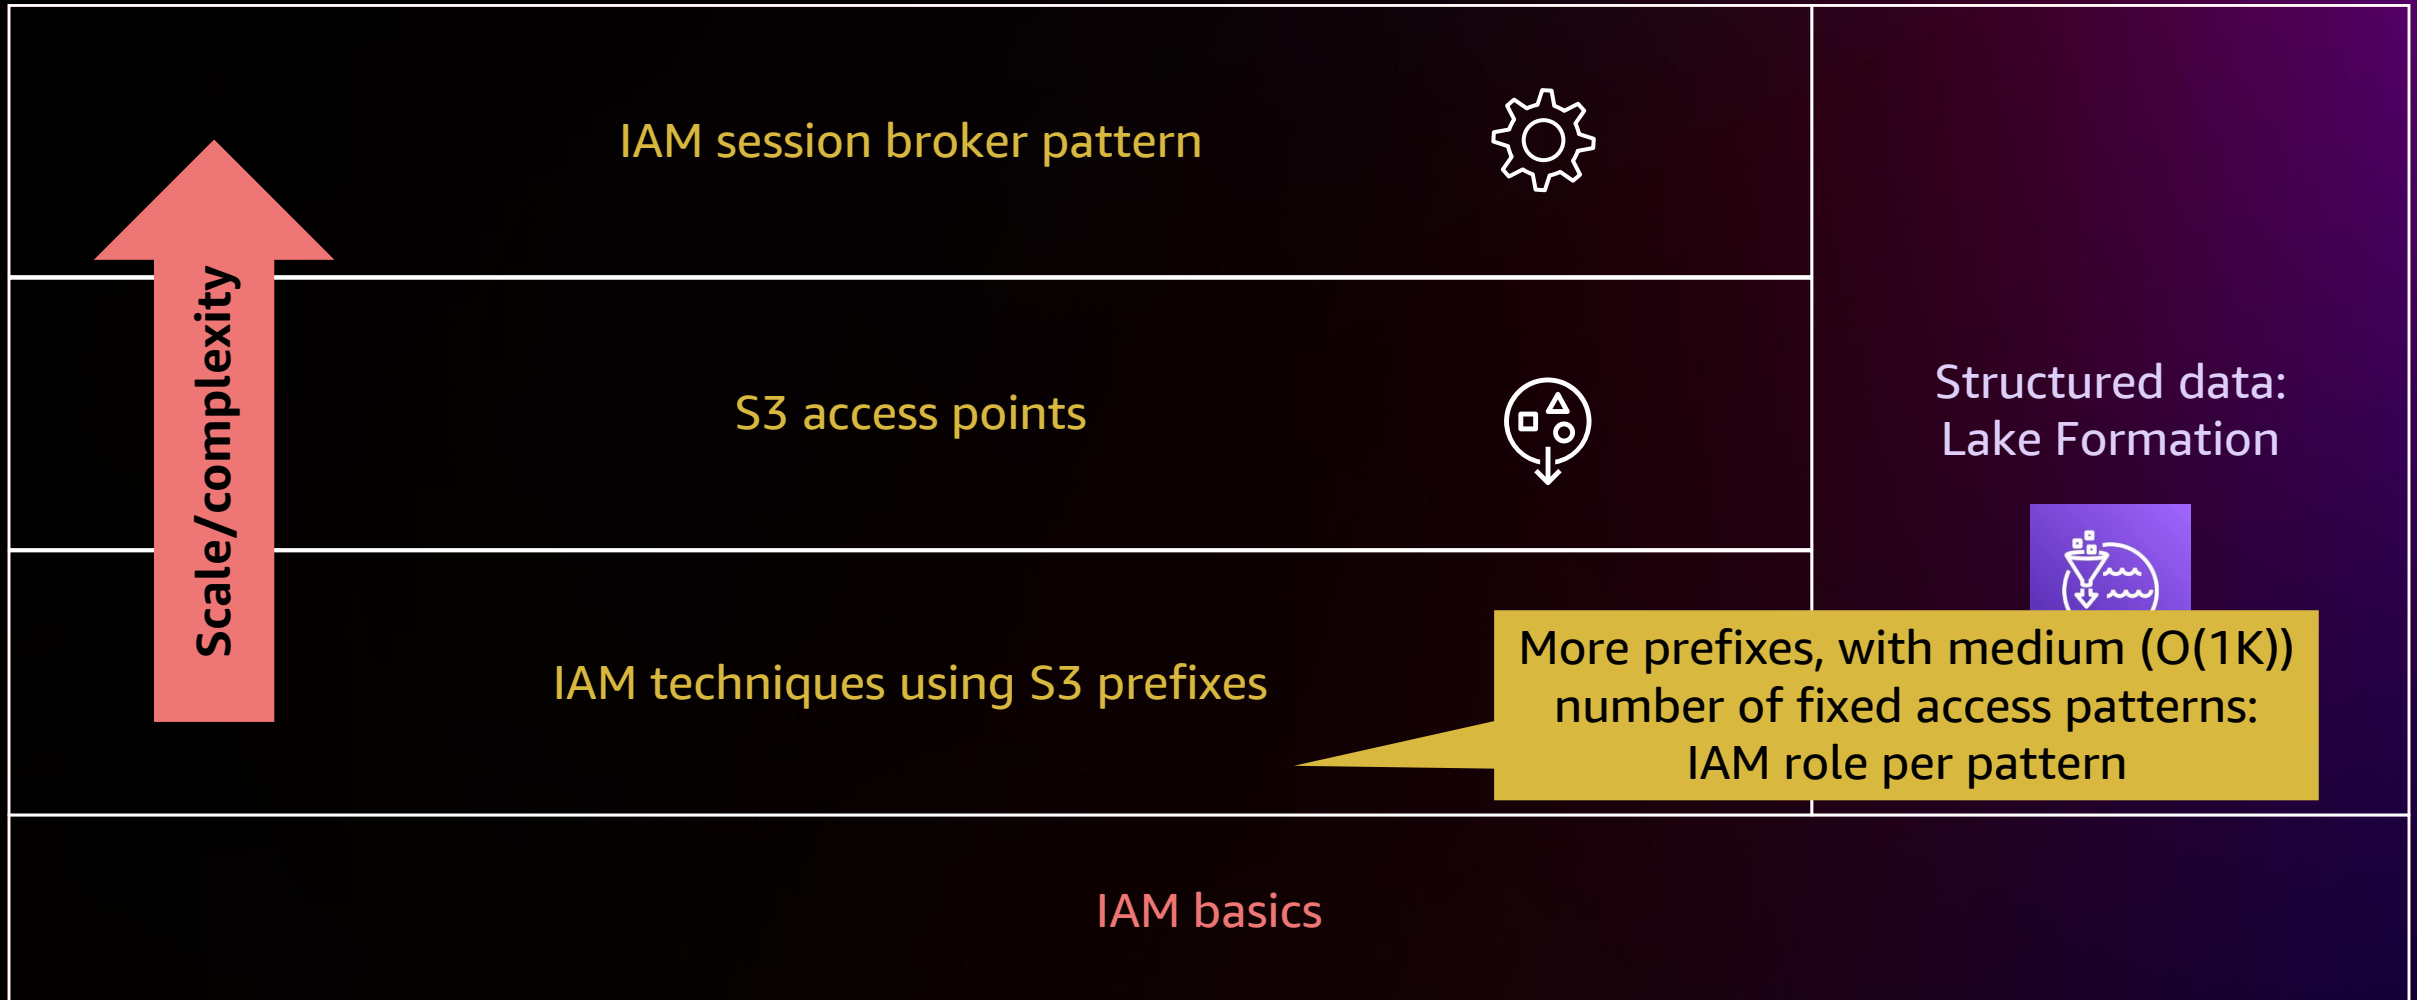 IAM session broker pattern
Scale/complexity
S3 access points
Structured data:
Lake Formation
IAM techniques using S3 prefixes
More prefixes, with medium (O(1K))
number of fixed access patterns:
IAM role per pattern
IAM basics